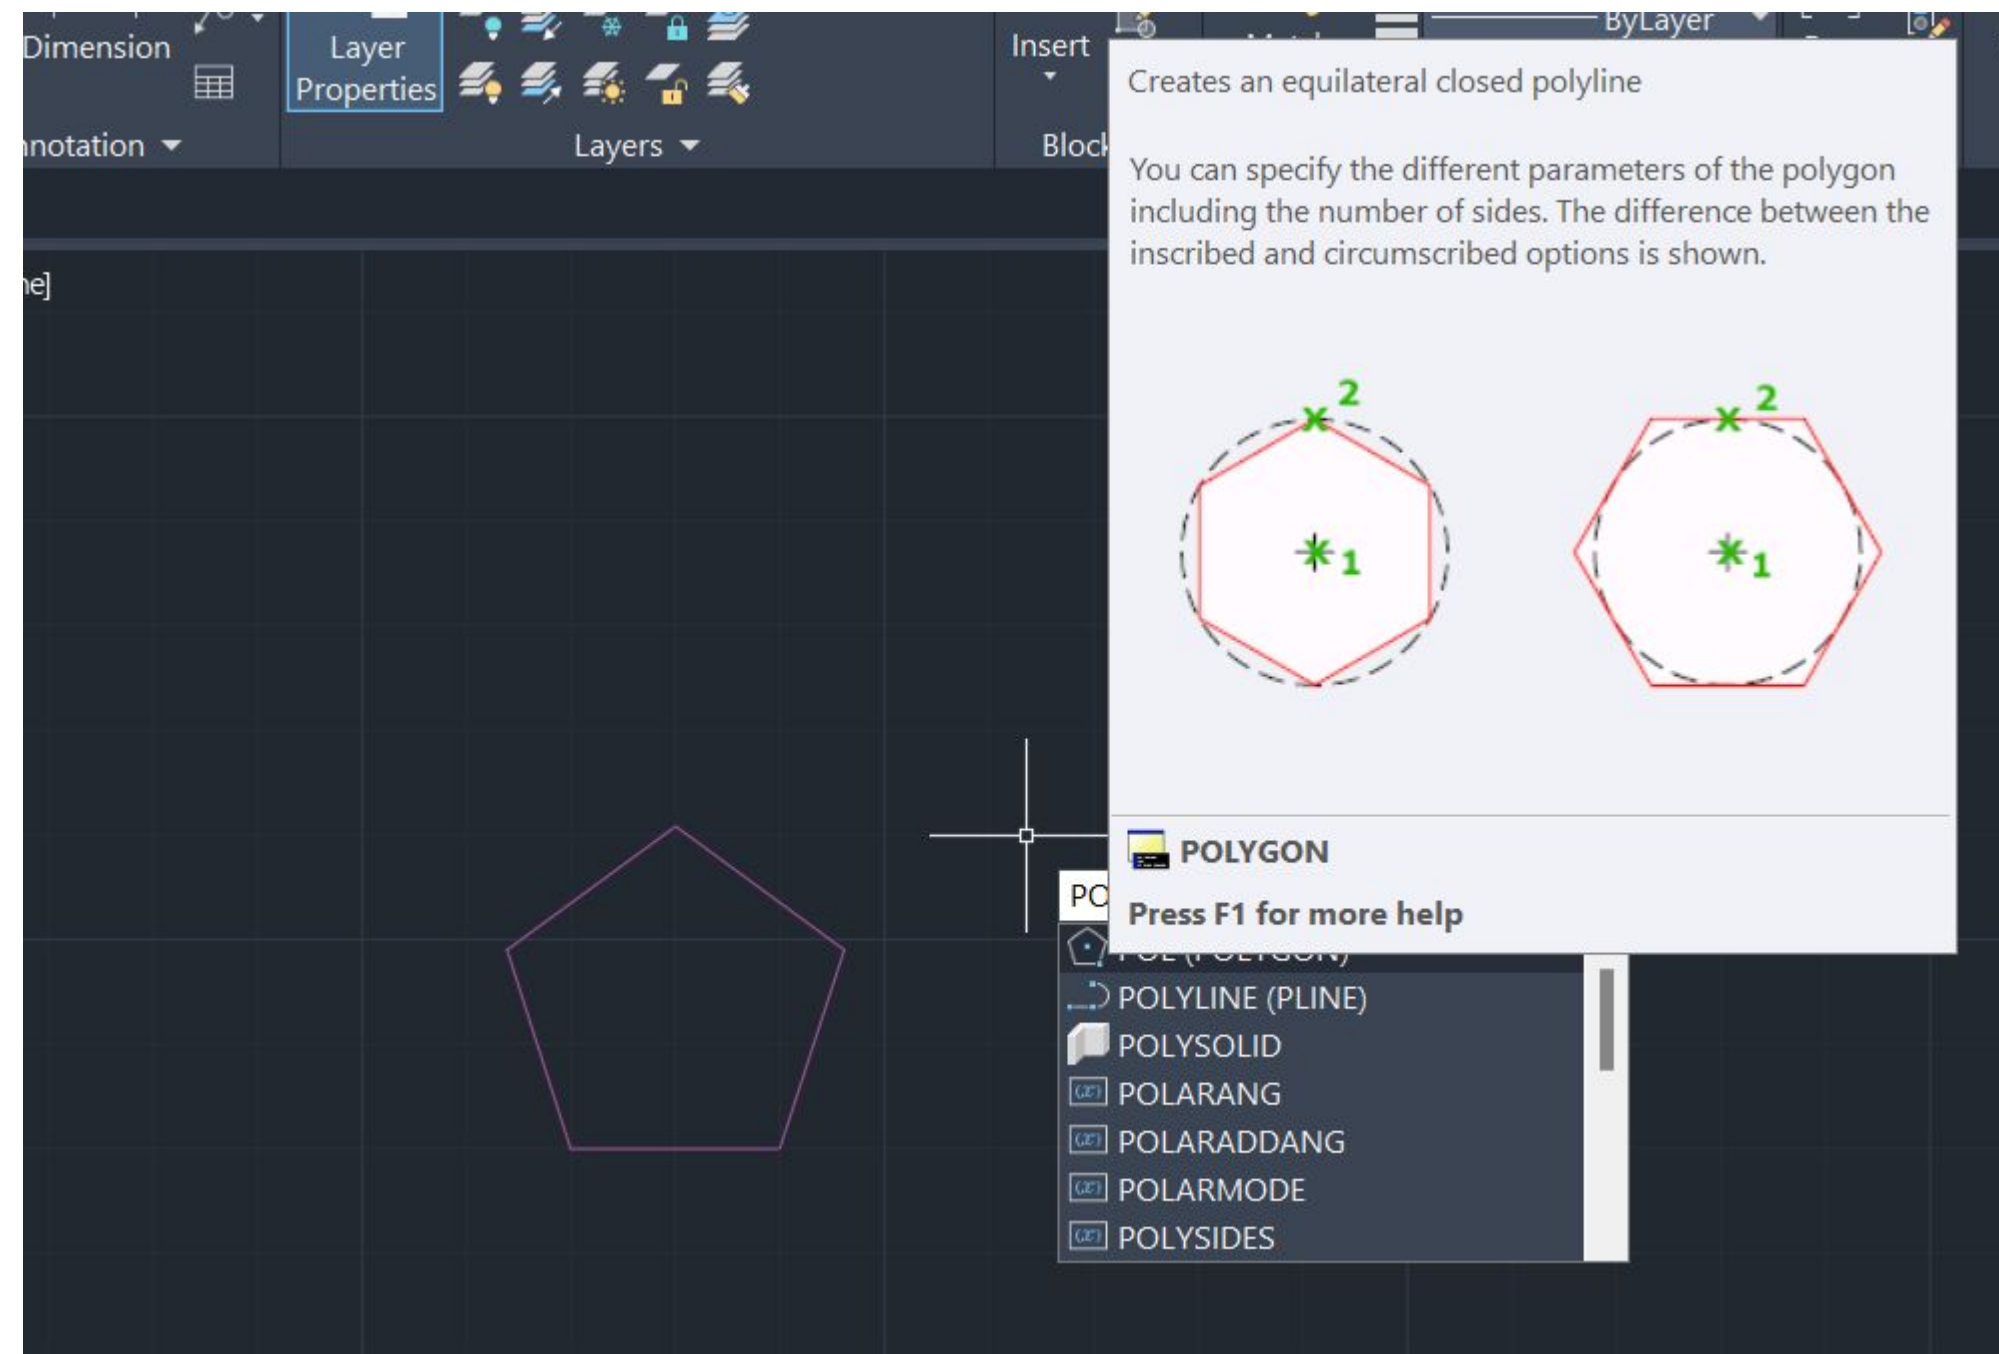 Dimension
Layer
Properties
Insert
ByLayer
nnotation
Layers
Block
Creates an equilateral closed polyline
You can specify the different parameters of the polygon
including the number of sides. The difference between the
inscribed and circumscribed options is shown.
ne]
2
2
1
1
POLYGON
PO
Press F1 for more help
POL (POLYGON)
POLYLINE (PLINE)
POLYSOLID
POLARANG
POLARADDANG
POLARMODE
POLYSIDES